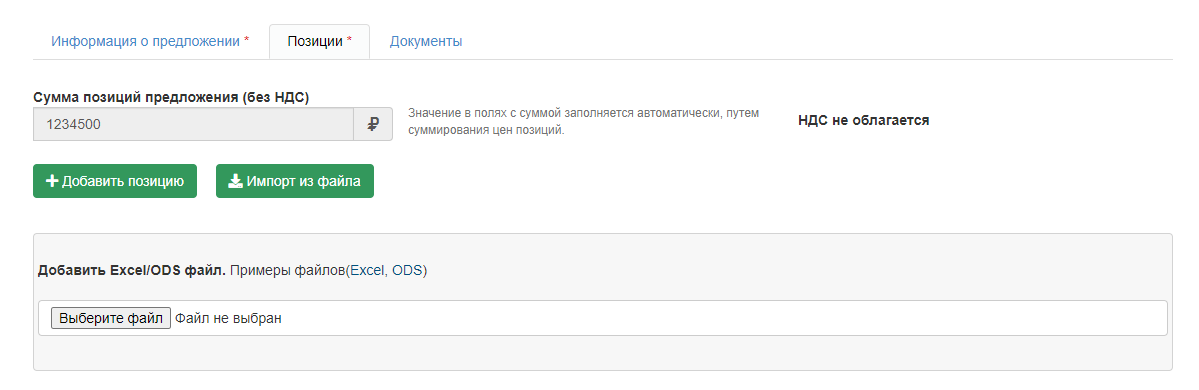 Информация о предложении *
Позиции *
Документы
Сумма позиций предложения (без НДС)
1234500 ₽
Значение в полях с суммой заполняется автоматически, путем
суммирования цен позиций.
НДС не облагается
Добавить позицию
Импорт из файла
Добавить Excel/ODS файл. Примеры файлов(Excel, ODS)
Выберите файл Файл не выбран